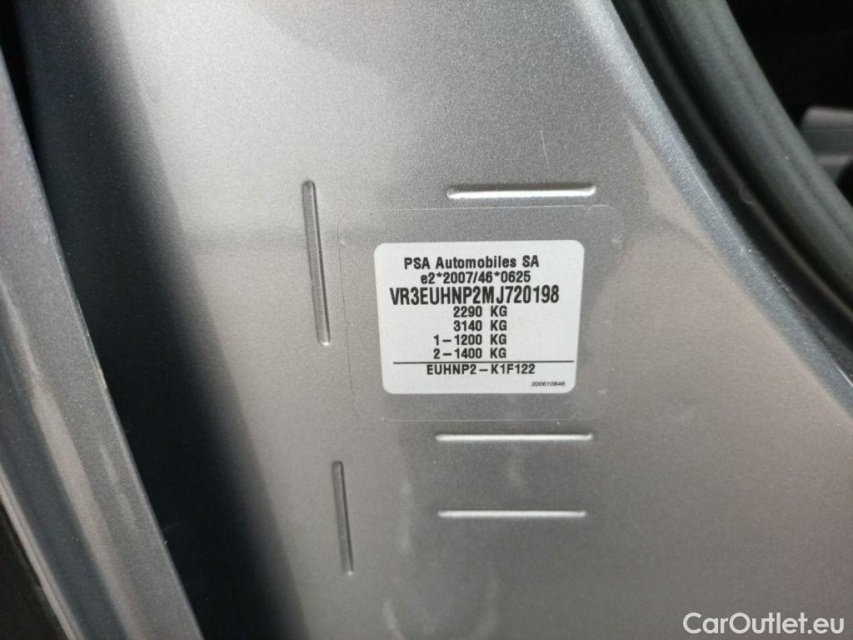 PSA Automobiles SA
e2*2007/46*0625
VR3EUHNP2MJ720198
2290 KG
3140 KG
1-1200 KG
2-1400 KG
EUHNP2-K1F122
200610846
CarOutlet.eu